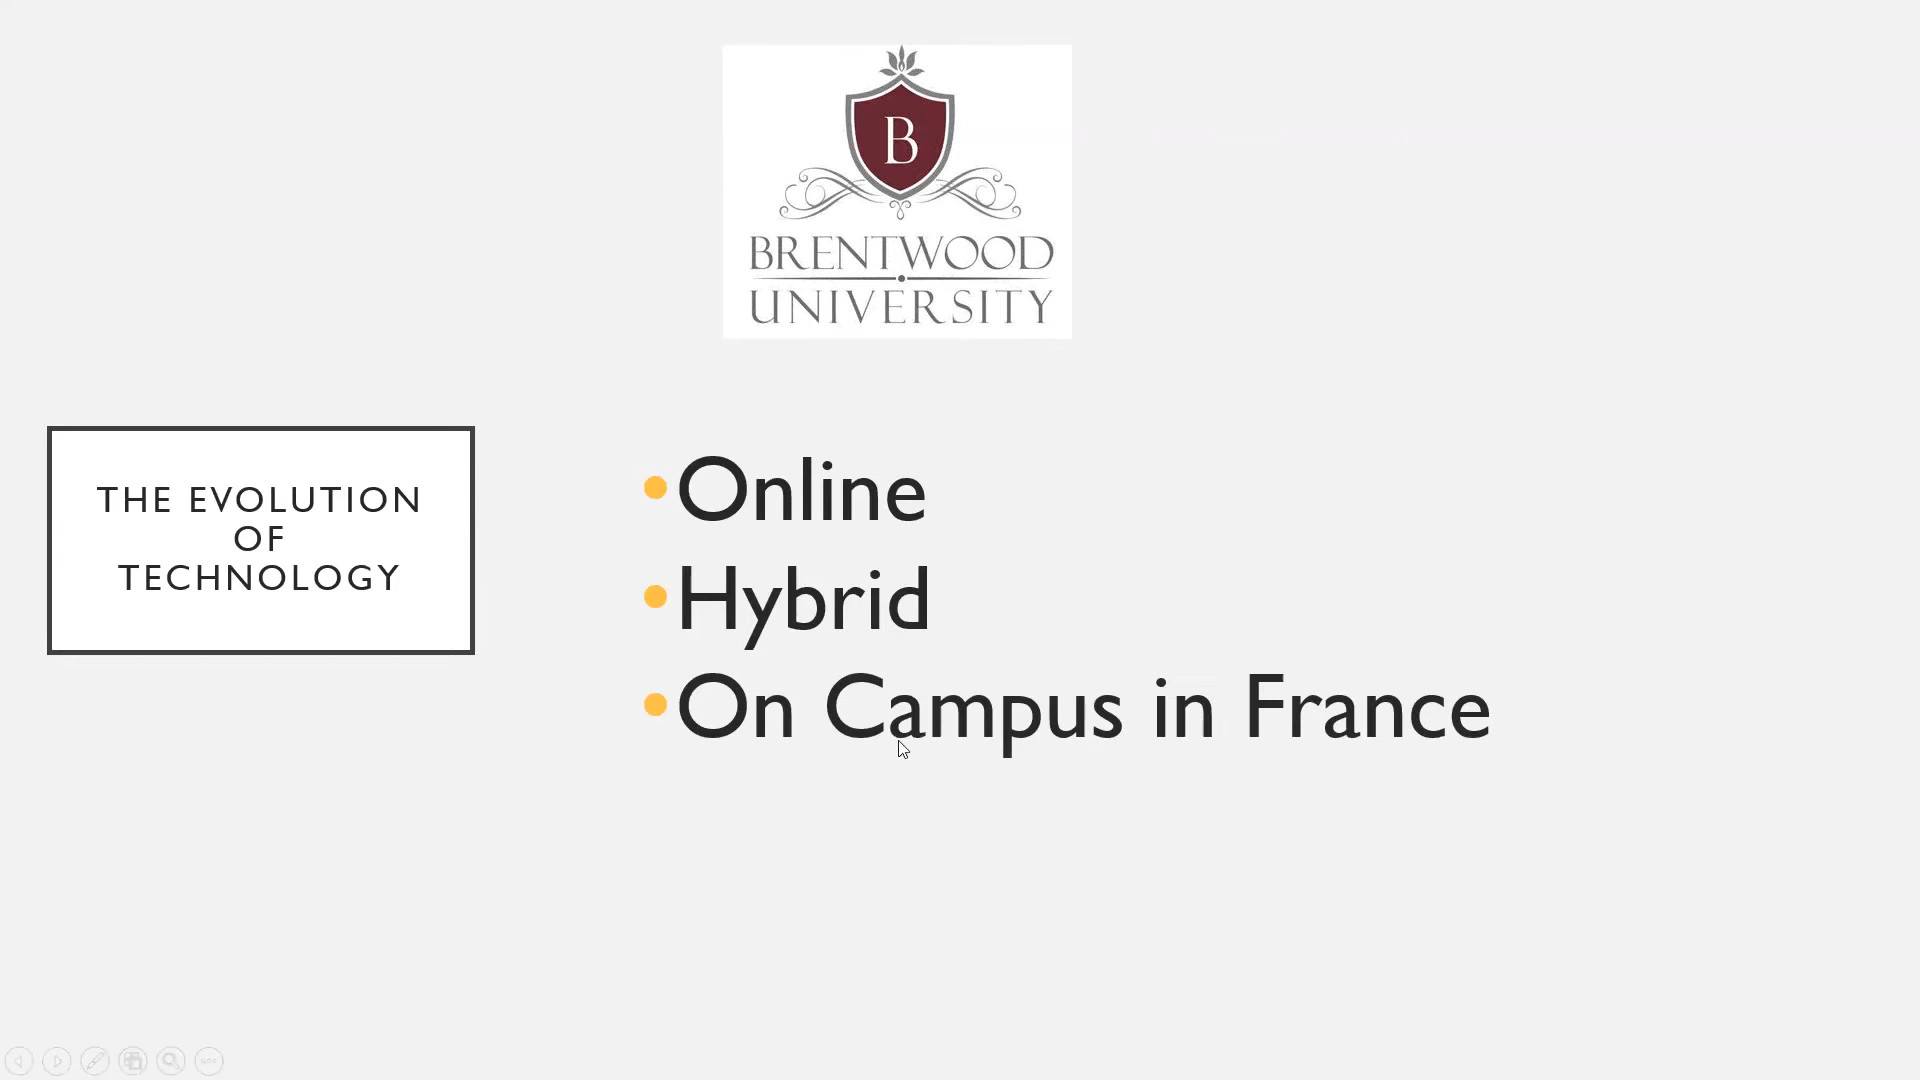 B
BRENTWOOD
UNIVERSITY
THE EVOLUTION
OF
TECHNOLOGY
•Online
•Hybrid
•On Campus in France